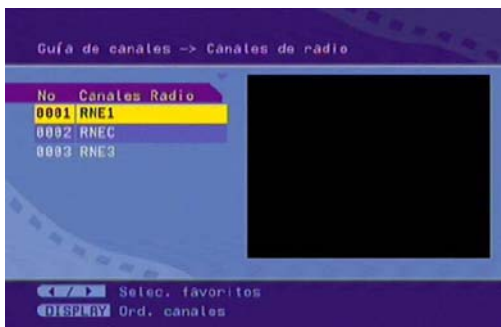 Guía de canales -> Canales de radio
No Canales Radio
0001 RNE1
0002 RNEC
0003 RNE3
◄ / ► Selec. favoritos
DISPLAY Ord. canales